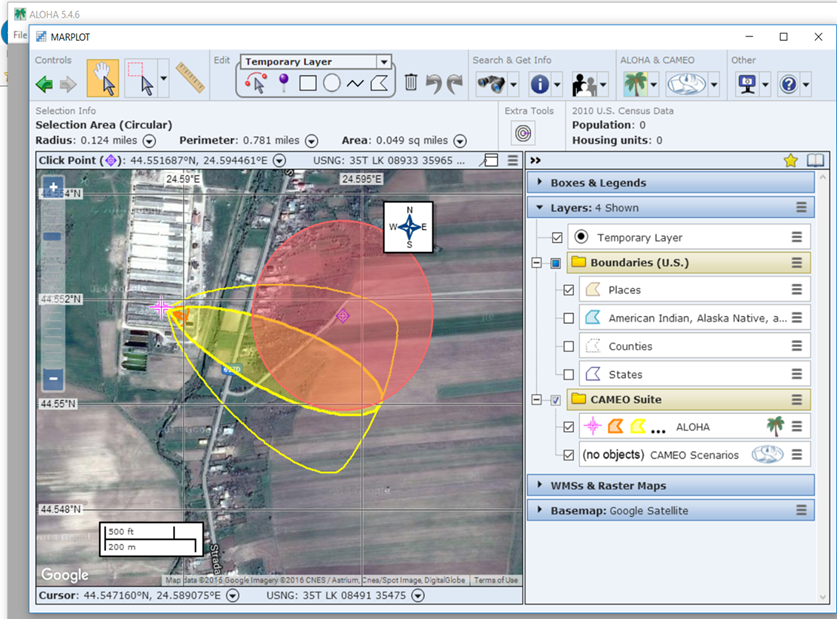 ALOHA 5.4.6
File
MARPLOT
Controls
Edit
Temporary Layer
Search & Get Info
ALOHA & CAMEO
Other
Selection Info
Selection Area (Circular)
Radius: 0.124 miles
Perimeter: 0.781 miles
Area: 0.049 sq miles
Extra Tools
2010 U.S. Census Data
Population: 0
Housing units: 0
Click Point ( ): 44.551687°N, 24.594461°E
USNG: 35T LK 08933 35965 ...
24.59°E
24.595°E
44.552°N
44.55°N
44.548°N
N
W E
S
500 ft
200 m
Strada
Google
Map data ©2016 Google Imagery ©2016 CNES / Astrium, Cnes/Spot Image, DigitalGlobe
Terms of Use
Cursor: 44.547160°N, 24.589075°E
USNG: 35T LK 08491 35475
Boxes & Legends
Layers: 4 Shown
Temporary Layer
Boundaries (U.S.)
Places
American Indian, Alaska Native, a...
Counties
States
CAMEO Suite
... ALOHA
(no objects) CAMEO Scenarios
WMSs & Raster Maps
Basemap: Google Satellite